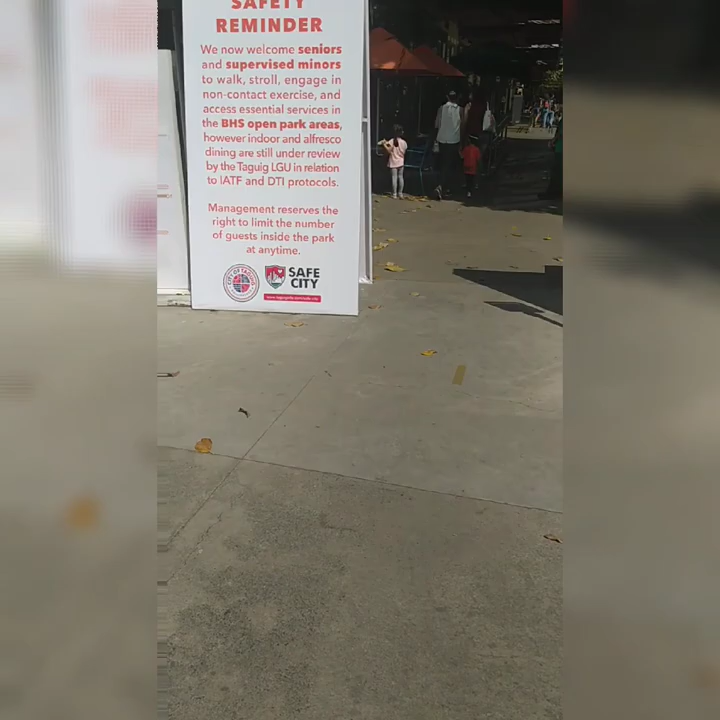 SAFETY
REMINDER
We now welcome seniors
and supervised minors
to walk, stroll, engage in
non-contact exercise, and
access essential services in
the BHS open park areas,
however indoor and alfresco
dining are still under review
by the Taguig LGU in relation
to IATF and DTI protocols.
Management reserves the
right to limit the number
of guests inside the park
at anytime.
CITY OF TAGUIG
SAFE
CITY